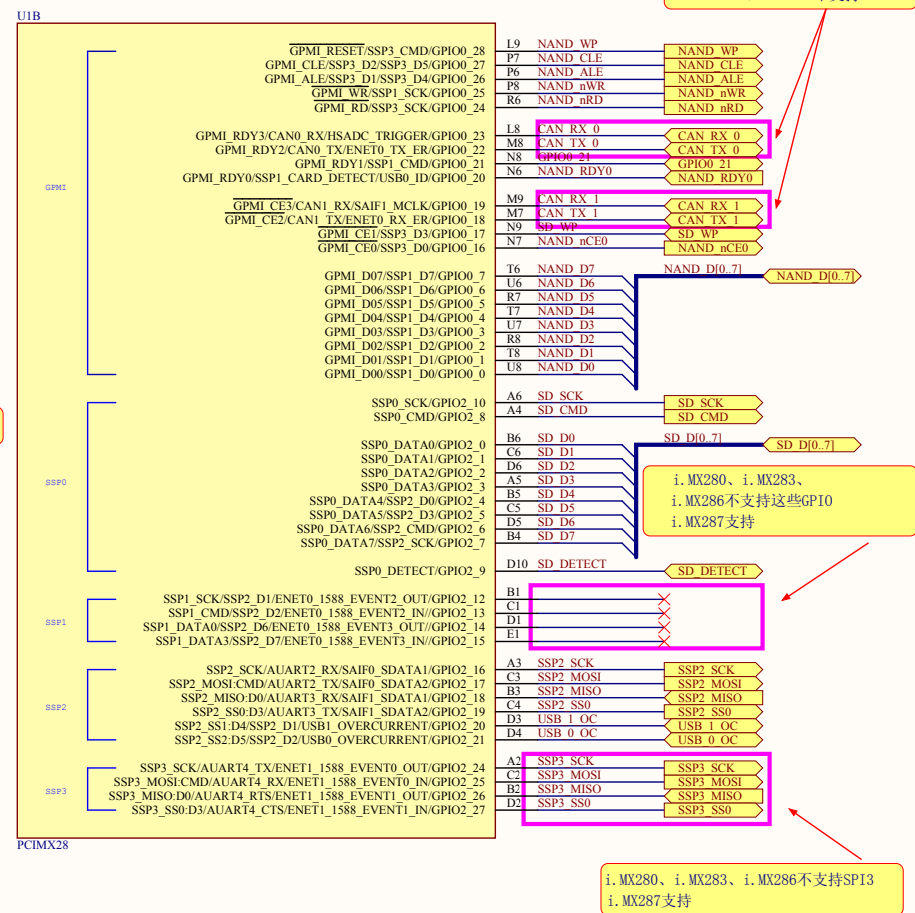 U1B
GPMI
GPMI_RESET/SSP3_CMD/GPIO0_28 L9 NAND_WP NAND_WP
GPMI_CLE/SSP3_D2/SSP3_D5/GPIO0_27 P7 NAND_CLE NAND_CLE
GPMI_ALE/SSP3_D1/SSP3_D4/GPIO0_26 P6 NAND_ALE NAND_ALE
GPMI_WR/SSP1_SCK/GPIO0_25 P8 NAND_nWR NAND_nWR
GPMI_RD/SSP3_SCK/GPIO0_24 R6 NAND_nRD NAND_nRD
GPMI_RDY3/CAN0_RX/HSADC_TRIGGER/GPIO0_23 L8 CAN_RX_0 CAN_RX_0
GPMI_RDY2/CAN0_TX/ENET0_TX_ER/GPIO0_22 M8 CAN_TX_0 CAN_TX_0
GPMI_RDY1/SSP1_CMD/GPIO0_21 N8 GPIO0_21 GPIO0_21
GPMI_RDY0/SSP1_CARD_DETECT/USB0_ID/GPIO0_20 N6 NAND_RDY0 NAND_RDY0
GPMI_CE3/CAN1_RX/SAIF1_MCLK/GPIO0_19 M9 CAN_RX_1 CAN_RX_1
GPMI_CE2/CAN1_TX/ENET0_RX_ER/GPIO0_18 M7 CAN_TX_1 CAN_TX_1
GPMI_CE1/SSP3_D3/GPIO0_17 N9 SD_WP SD_WP
GPMI_CE0/SSP3_D0/GPIO0_16 N7 NAND_nCE0 NAND_nCE0
GPMI_D07/SSP1_D7/GPIO0_7 T6 NAND_D7 NAND_D[0..7] NAND_D[0..7]
GPMI_D06/SSP1_D6/GPIO0_6 U6 NAND_D6
GPMI_D05/SSP1_D5/GPIO0_5 R7 NAND_D5
GPMI_D04/SSP1_D4/GPIO0_4 T7 NAND_D4
GPMI_D03/SSP1_D3/GPIO0_3 U7 NAND_D3
GPMI_D02/SSP1_D2/GPIO0_2 R8 NAND_D2
GPMI_D01/SSP1_D1/GPIO0_1 T8 NAND_D1
GPMI_D00/SSP1_D0/GPIO0_0 U8 NAND_D0
SSP0
SSP0_SCK/GPIO2_10 A6 SD_SCK SD_SCK
SSP0_CMD/GPIO2_8 A4 SD_CMD SD_CMD
SSP0_DATA0/GPIO2_0 B6 SD_D0 SD_D[0..7] SD_D[0..7]
SSP0_DATA1/GPIO2_1 C6 SD_D1
SSP0_DATA2/GPIO2_2 D6 SD_D2
SSP0_DATA3/GPIO2_3 A5 SD_D3
SSP0_DATA4/SSP2_D0/GPIO2_4 B5 SD_D4
SSP0_DATA5/SSP2_D3/GPIO2_5 C5 SD_D5
SSP0_DATA6/SSP2_CMD/GPIO2_6 D5 SD_D6
SSP0_DATA7/SSP2_SCK/GPIO2_7 B4 SD_D7
i.MX280、i.MX283、
i.MX286不支持这些GPIO
i.MX287支持
SSP0_DETECT/GPIO2_9 D10 SD_DETECT SD_DETECT
SSP1
SSP1_SCK/SSP2_D1/ENET0_1588_EVENT2_OUT/GPIO2_12 B1
SSP1_CMD/SSP2_D2/ENET0_1588_EVENT2_IN//GPIO2_13 C1
SSP1_DATA0/SSP2_D6/ENET0_1588_EVENT3_OUT//GPIO2_14 D1
SSP1_DATA3/SSP2_D7/ENET0_1588_EVENT3_IN//GPIO2_15 E1
SSP2
SSP2_SCK/AUART2_RX/SAIF0_SDATA1/GPIO2_16 A3 SSP2_SCK SSP2_SCK
SSP2_MOSI:CMD/AUART2_TX/SAIF0_SDATA2/GPIO2_17 C3 SSP2_MOSI SSP2_MOSI
SSP2_MISO:D0/AUART3_RX/SAIF1_SDATA1/GPIO2_18 B3 SSP2_MISO SSP2_MISO
SSP2_SS0:D3/AUART3_TX/SAIF1_SDATA2/GPIO2_19 C4 SSP2_SS0 SSP2_SS0
SSP2_SS1:D4/SSP2_D1/USB1_OVERCURRENT/GPIO2_20 D3 USB_1_OC USB_1_OC
SSP2_SS2:D5/SSP2_D2/USB0_OVERCURRENT/GPIO2_21 D4 USB_0_OC USB_0_OC
SSP3
SSP3_SCK/AUART4_TX/ENET1_1588_EVENT0_OUT/GPIO2_24 A2 SSP3_SCK SSP3_SCK
SSP3_MOSI:CMD/AUART4_RX/ENET1_1588_EVENT0_IN/GPIO2_25 C2 SSP3_MOSI SSP3_MOSI
SSP3_MISO:D0/AUART4_RTS/ENET1_1588_EVENT1_OUT/GPIO2_26 B2 SSP3_MISO SSP3_MISO
SSP3_SS0:D3/AUART4_CTS/ENET1_1588_EVENT1_IN/GPIO2_27 D2 SSP3_SS0 SSP3_SS0
PCIMX28
i.MX280、i.MX283、i.MX286不支持SPI3
i.MX287支持